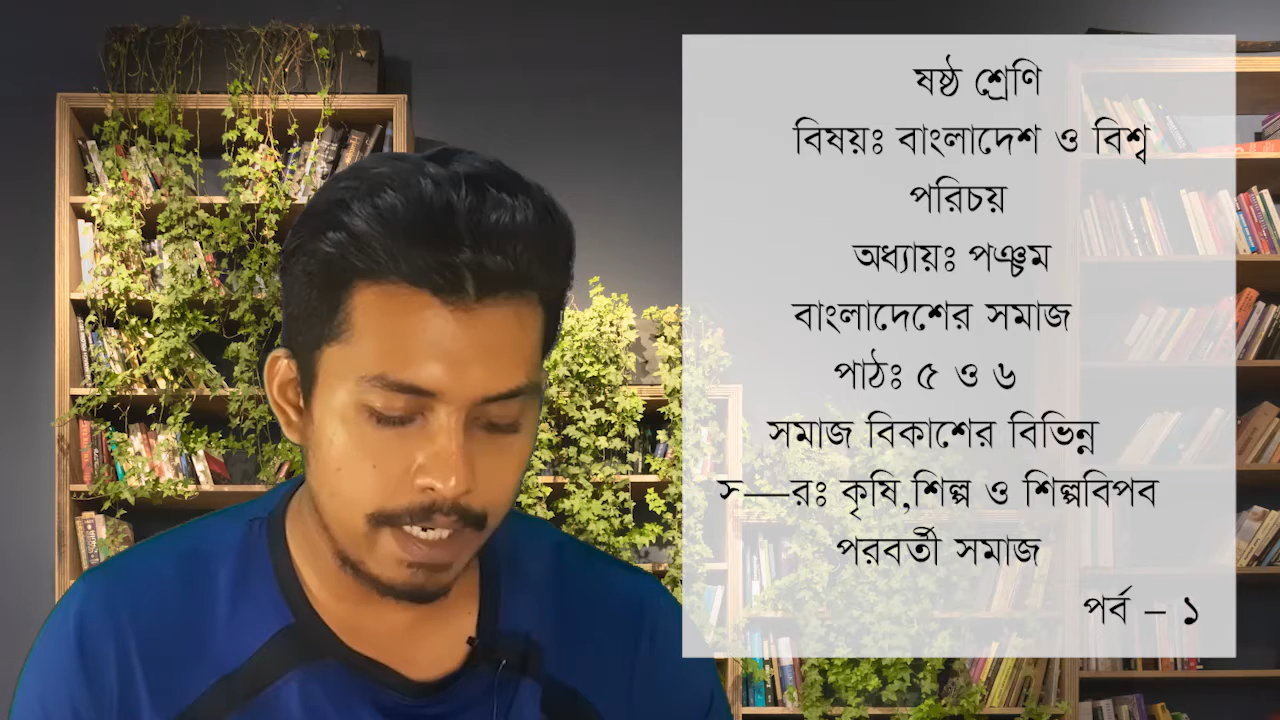 ষষ্ঠ শ্রেণি
বিষয়ঃ বাংলাদেশ ও বিশ্ব
পরিচয়
অধ্যায়ঃ পঞ্চম
বাংলাদেশের সমাজ
পাঠঃ ৫ ও ৬
সমাজ বিকাশের বিভিন্ন
স—রঃ কৃষি,শিল্প ও শিল্পবিপব
পরবর্তী সমাজ
পর্ব – ১